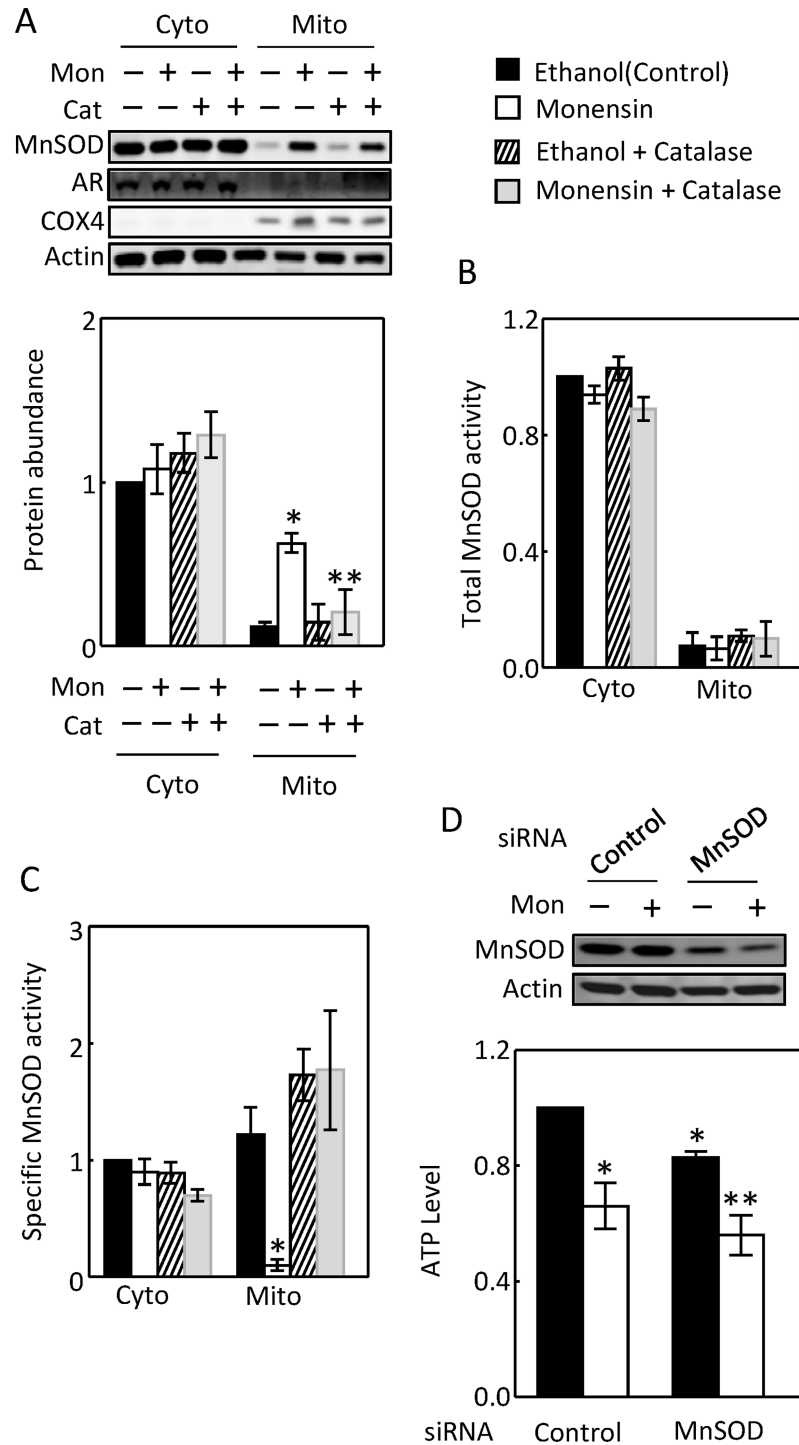 A
Cyto Mito
Mon − + − + − + − +
Cat − − + + − − + +
MnSOD
AR
COX4
Actin
Ethanol(Control)
Monensin
Ethanol + Catalase
Monensin + Catalase
2
1
0
Protein abundance
*
**
Mon − + − + − + − +
Cat − − + + − − + +
Cyto Mito
B
1.2
0.8
0.4
0.0
Total MnSOD activity
Cyto Mito
C
3
2
1
0
Specific MnSOD activity
*
Cyto Mito
D
siRNA Control MnSOD
Mon − + − +
MnSOD
Actin
1.2
0.8
0.4
0.0
ATP Level
*
*
**
siRNA Control MnSOD